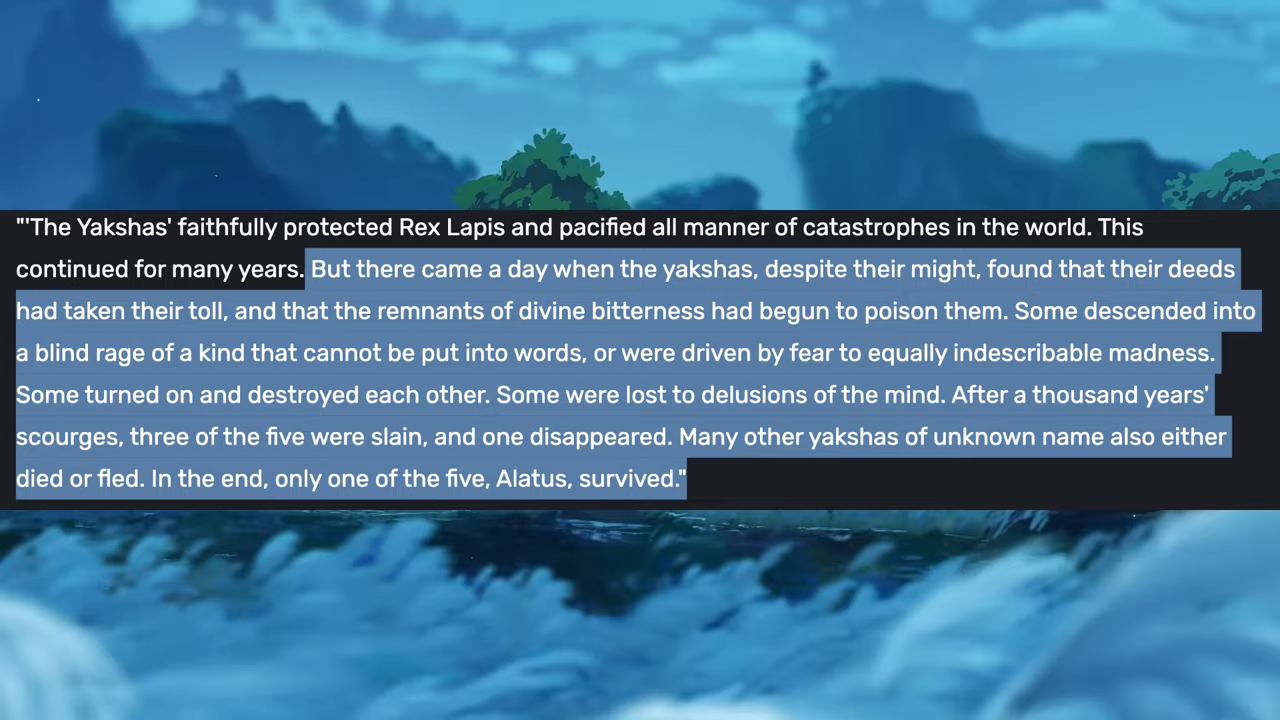 "'The Yakshas' faithfully protected Rex Lapis and pacified all manner of catastrophes in the world. This
continued for many years. But there came a day when the yakshas, despite their might, found that their deeds
had taken their toll, and that the remnants of divine bitterness had begun to poison them. Some descended into
a blind rage of a kind that cannot be put into words, or were driven by fear to equally indescribable madness.
Some turned on and destroyed each other. Some were lost to delusions of the mind. After a thousand years'
scourges, three of the five were slain, and one disappeared. Many other yakshas of unknown name also either
died or fled. In the end, only one of the five, Alatus, survived."